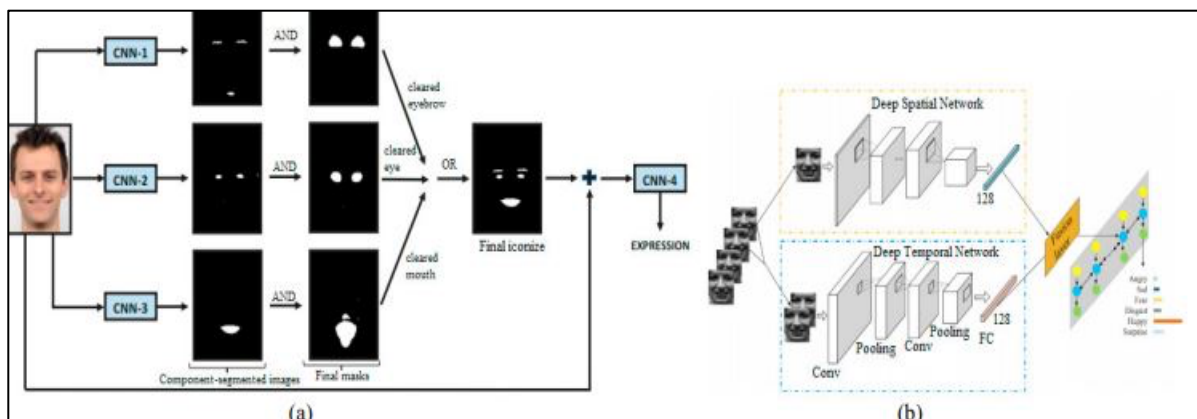 CNN-1
AND
cleared
eyebrow
CNN-2
AND
cleared
eye
OR
CNN-4
Final iconize
EXPRESSION
cleared
mouth
CNN-3
AND
Component-segmented images
Final masks
(a)
Deep Spatial Network
128
Deep Temporal Network
Pooling
Conv
Pooling
Conv
FC
128
Fusion
layer
Angry
Sad
Fear
Disgust
Happy
Surprise
(b)